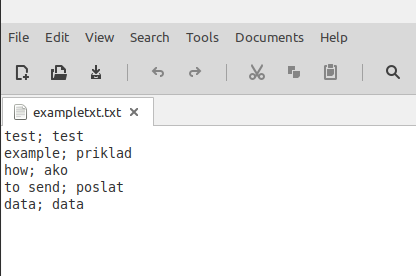 File Edit View Search Tools Documents Help
exampletxt.txt
test; test
example; priklad
how; ako
to send; poslat
data; data